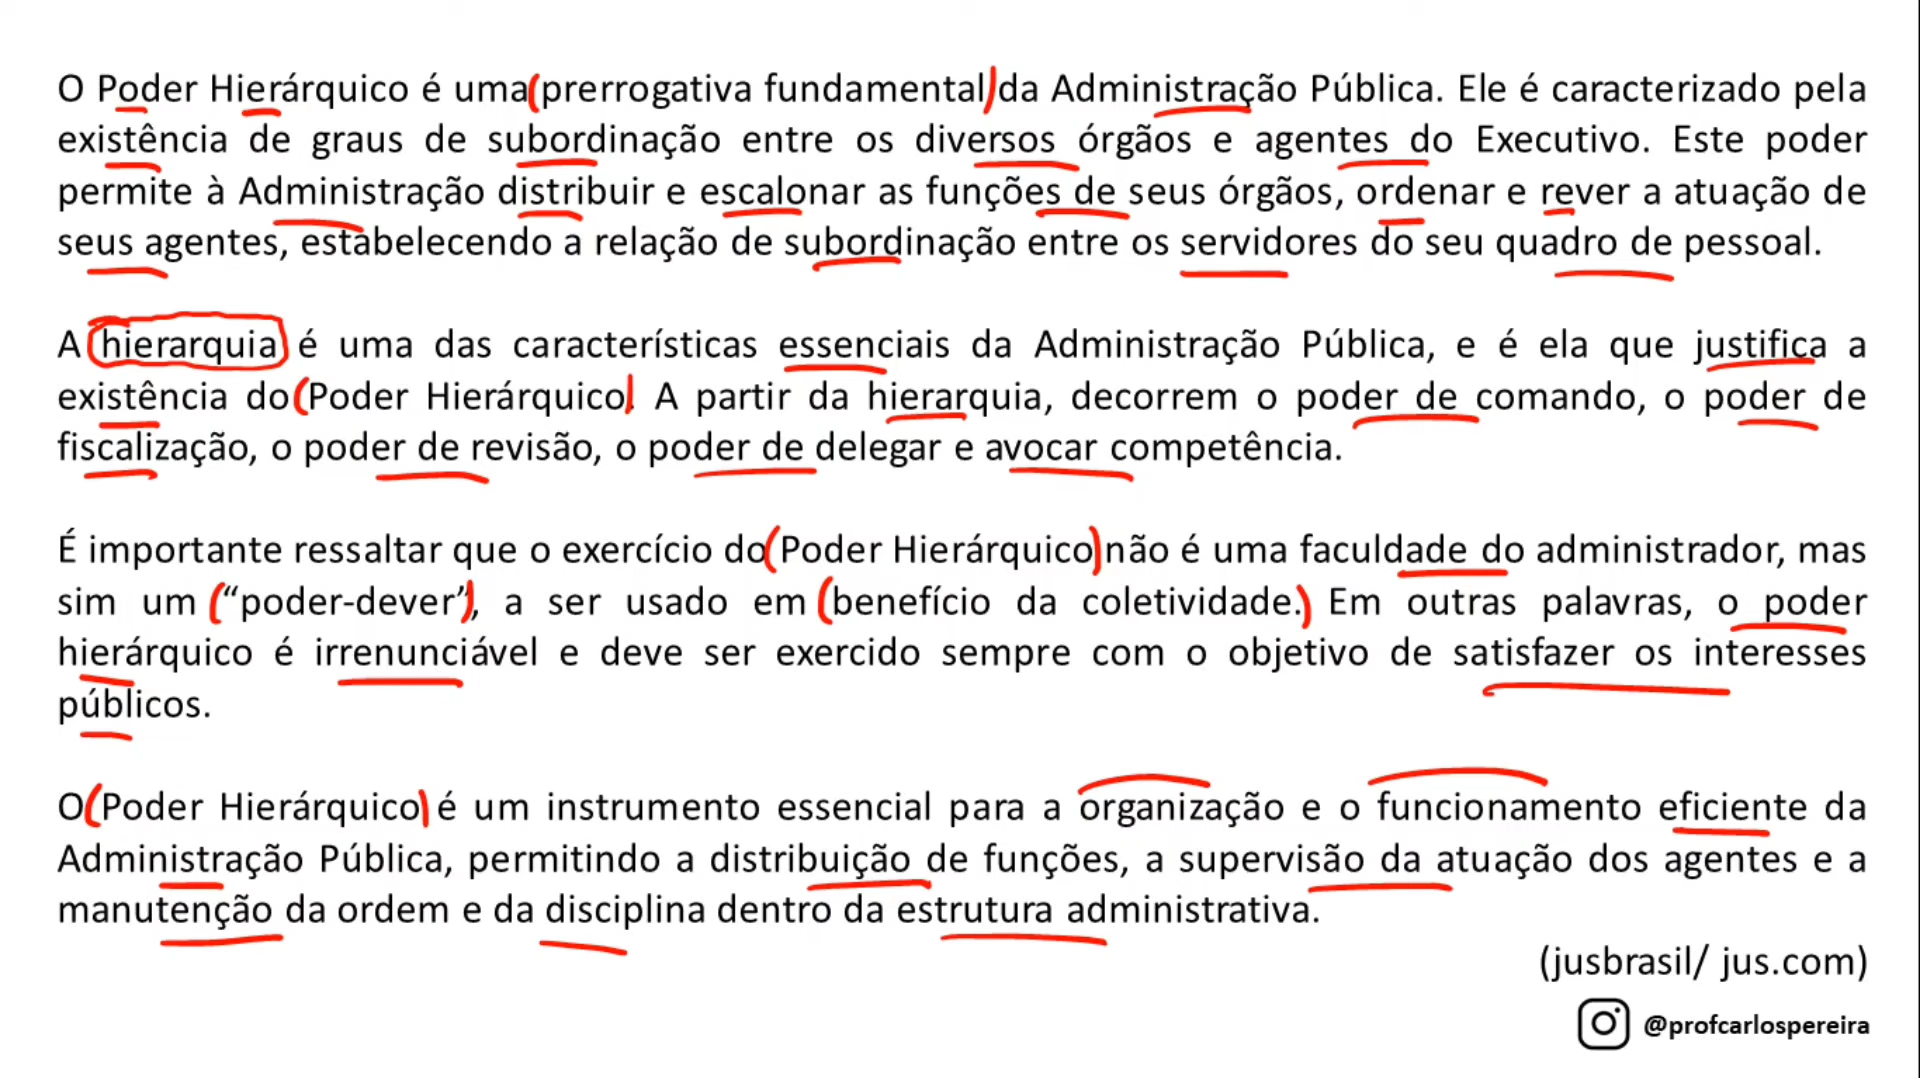 O Poder Hierárquico é uma prerrogativa fundamental da Administração Pública. Ele é caracterizado pela
existência de graus de subordinação entre os diversos órgãos e agentes do Executivo. Este poder
permite à Administração distribuir e escalonar as funções de seus órgãos, ordenar e rever a atuação de
seus agentes, estabelecendo a relação de subordinação entre os servidores do seu quadro de pessoal.
A hierarquia é uma das características essenciais da Administração Pública, e é ela que justifica a
existência do Poder Hierárquico. A partir da hierarquia, decorrem o poder de comando, o poder de
fiscalização, o poder de revisão, o poder de delegar e avocar competência.
É importante ressaltar que o exercício do Poder Hierárquico não é uma faculdade do administrador, mas
sim um “poder-dever”, a ser usado em benefício da coletividade. Em outras palavras, o poder
hierárquico é irrenunciável e deve ser exercido sempre com o objetivo de satisfazer os interesses
públicos.
O Poder Hierárquico é um instrumento essencial para a organização e o funcionamento eficiente da
Administração Pública, permitindo a distribuição de funções, a supervisão da atuação dos agentes e a
manutenção da ordem e da disciplina dentro da estrutura administrativa.
(jusbrasil/ jus.com)
@profcarlospereira